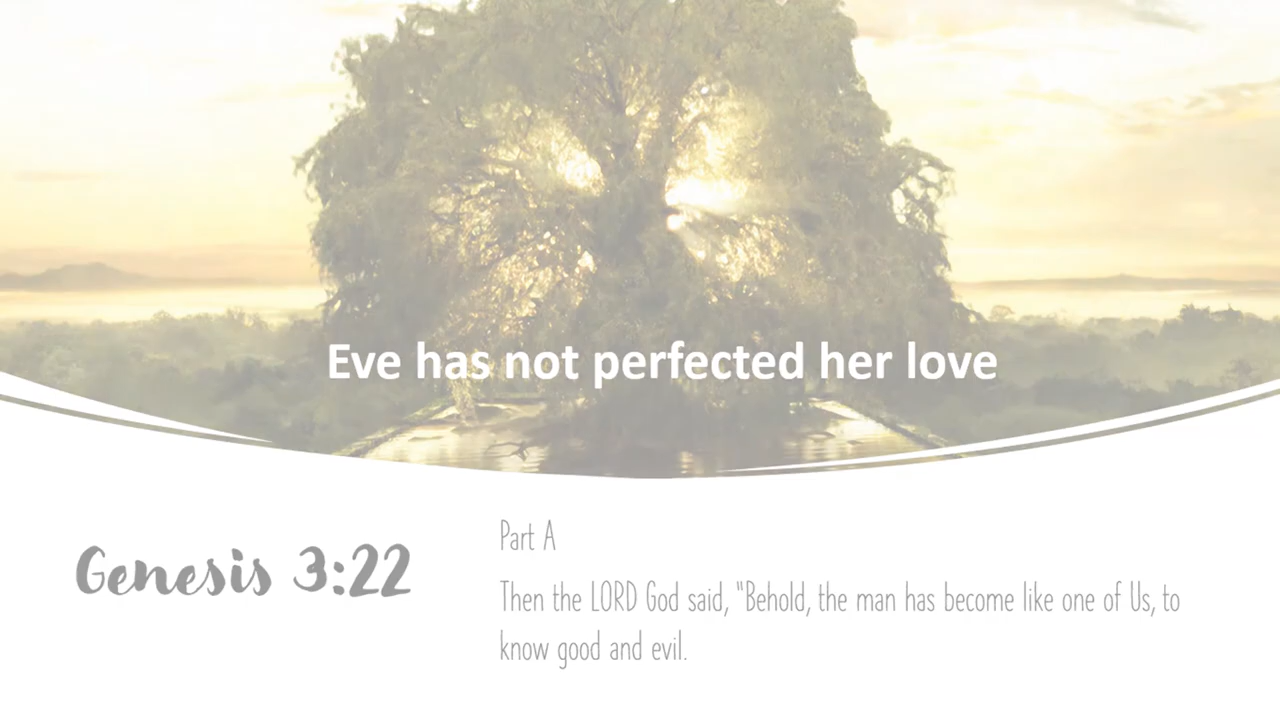 Eve has not perfected her love
Genesis 3:22
Part A
Then the LORD God said, "Behold, the man has become like one of Us, to
know good and evil.